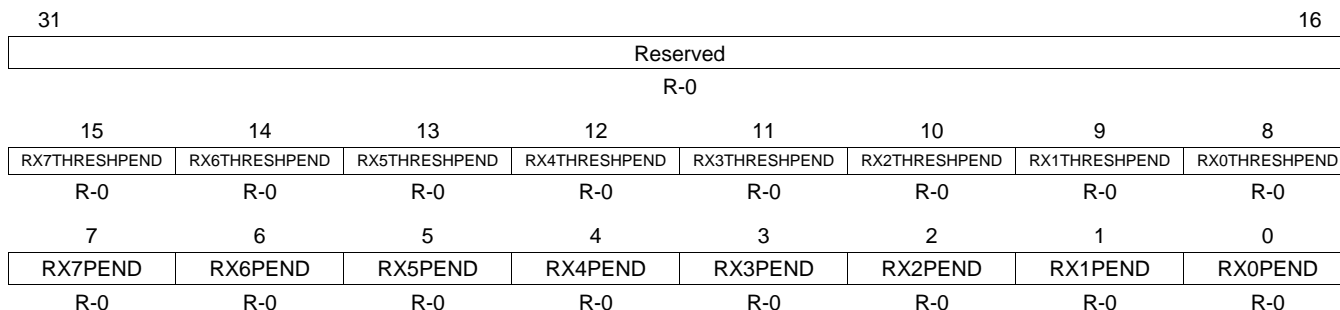 31 16
Reserved
R-0
15 14 13 12 11 10 9 8
RX7THRESHPEND RX6THRESHPEND RX5THRESHPEND RX4THRESHPEND RX3THRESHPEND RX2THRESHPEND RX1THRESHPEND RX0THRESHPEND
R-0 R-0 R-0 R-0 R-0 R-0 R-0 R-0
7 6 5 4 3 2 1 0
RX7PEND RX6PEND RX5PEND RX4PEND RX3PEND RX2PEND RX1PEND RX0PEND
R-0 R-0 R-0 R-0 R-0 R-0 R-0 R-0